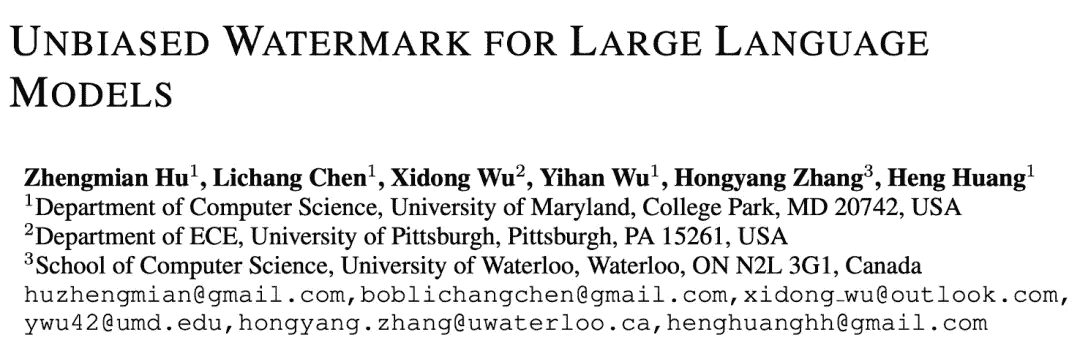 UNBIASED WATERMARK FOR LARGE LANGUAGE
MODELS
Zhengmian Hu¹, Lichang Chen¹, Xidong Wu², Yihan Wu¹, Hongyang Zhang³, Heng Huang¹
¹Department of Computer Science, University of Maryland, College Park, MD 20742, USA
²Department of ECE, University of Pittsburgh, Pittsburgh, PA 15261, USA
³School of Computer Science, University of Waterloo, Waterloo, ON N2L 3G1, Canada
huzhengmian@gmail.com,boblichangchen@gmail.com,xidong_wu@outlook.com,
ywu42@umd.edu,hongyang.zhang@uwaterloo.ca,henghuanghh@gmail.com